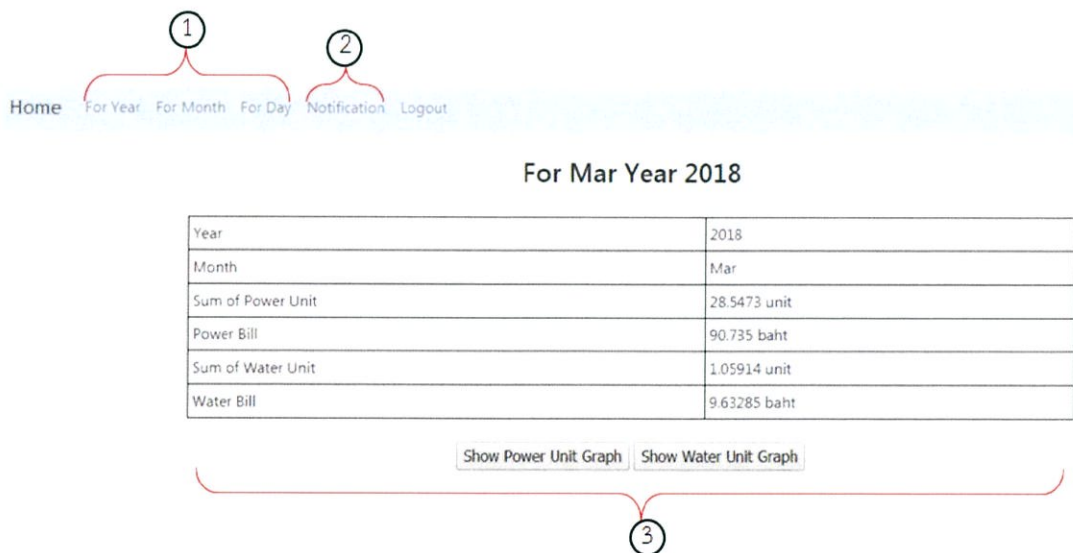 1
2
Home For Year For Month For Day Notification Logout
For Mar Year 2018
Year 2018
Month Mar
Sum of Power Unit 28.5473 unit
Power Bill 90.735 baht
Sum of Water Unit 1.05914 unit
Water Bill 9.63285 baht
Show Power Unit Graph Show Water Unit Graph
3